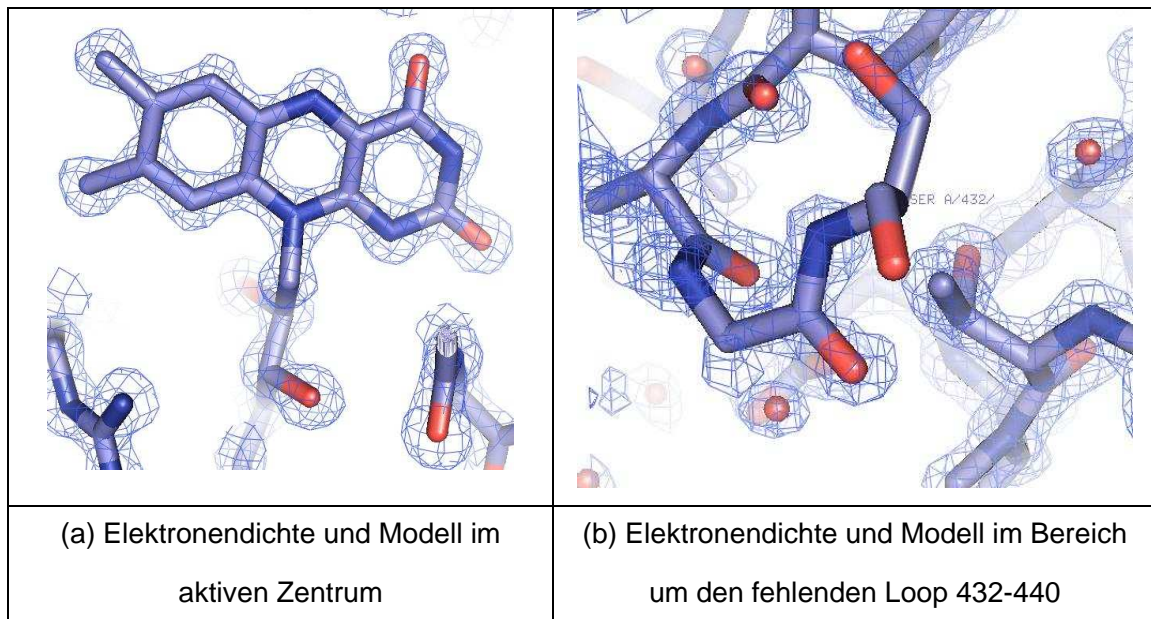 SER A/432/
(a) Elektronendichte und Modell im
aktiven Zentrum
(b) Elektronendichte und Modell im Bereich
um den fehlenden Loop 432-440